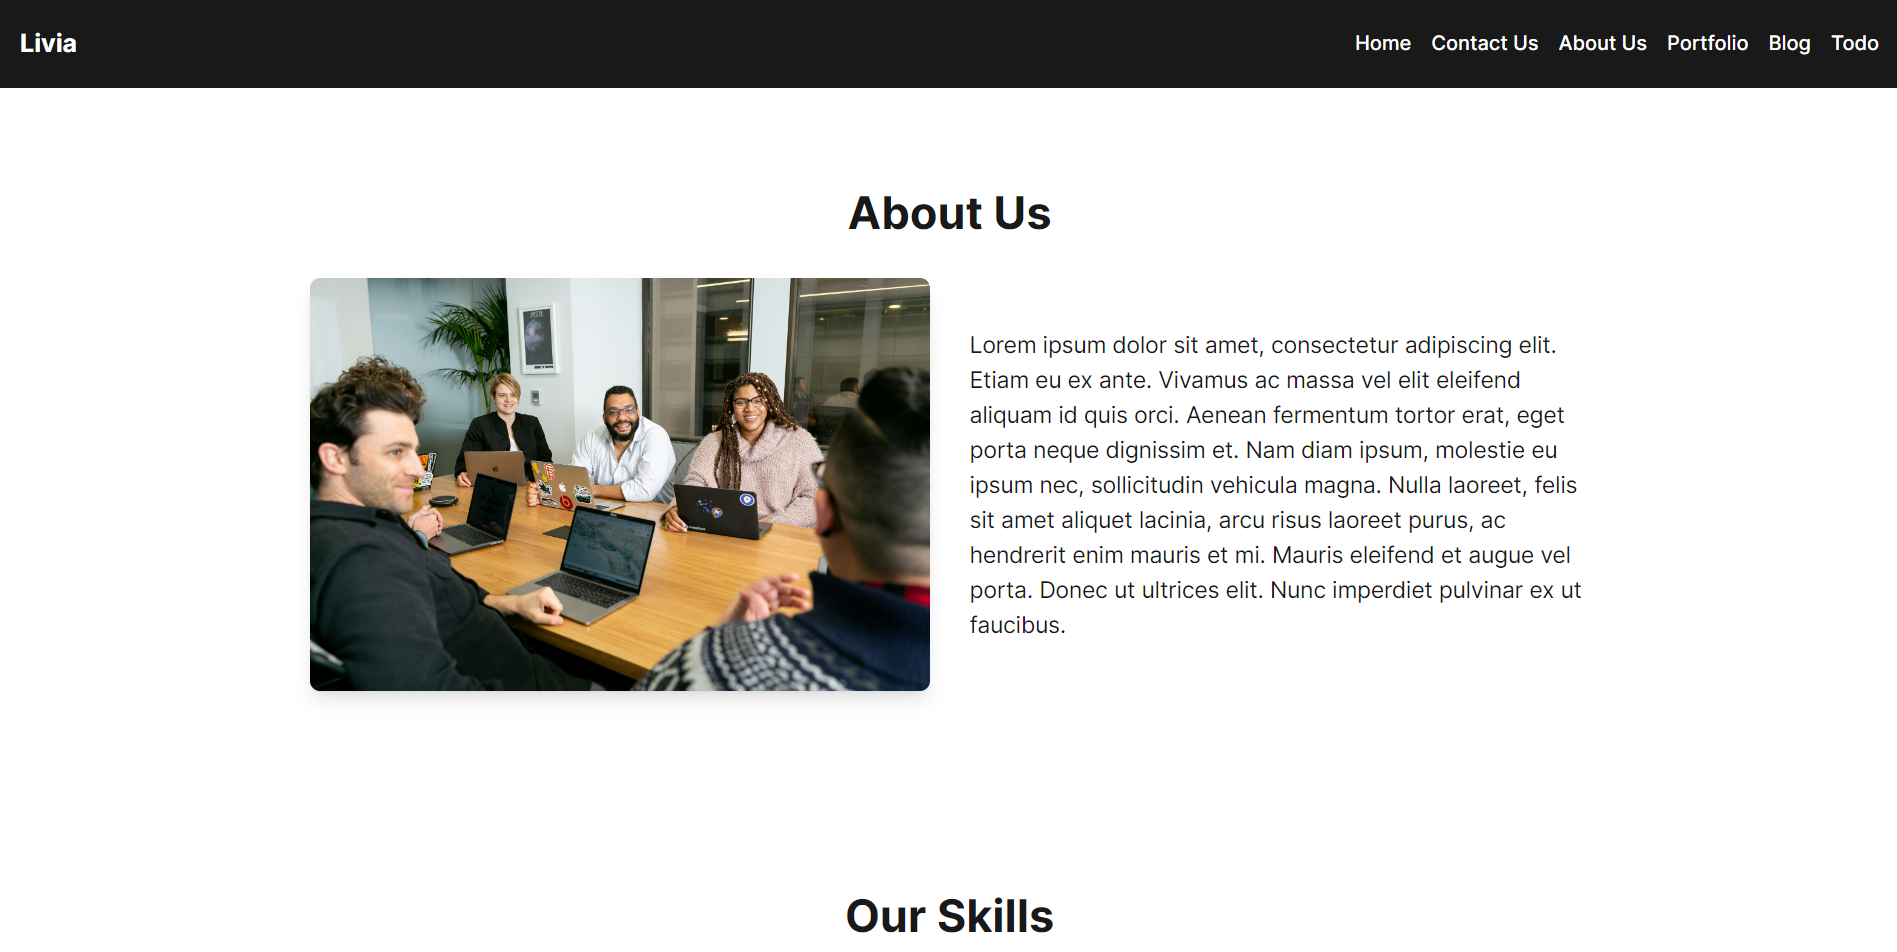 Livia
Home Contact Us About Us Portfolio Blog Todo
About Us
Lorem ipsum dolor sit amet, consectetur adipiscing elit.
Etiam eu ex ante. Vivamus ac massa vel elit eleifend
aliquam id quis orci. Aenean fermentum tortor erat, eget
porta neque dignissim et. Nam diam ipsum, molestie eu
ipsum nec, sollicitudin vehicula magna. Nulla laoreet, felis
sit amet aliquet lacinia, arcu risus laoreet purus, ac
hendrerit enim mauris et mi. Mauris eleifend et augue vel
porta. Donec ut ultrices elit. Nunc imperdiet pulvinar ex ut
faucibus.
Our Skills